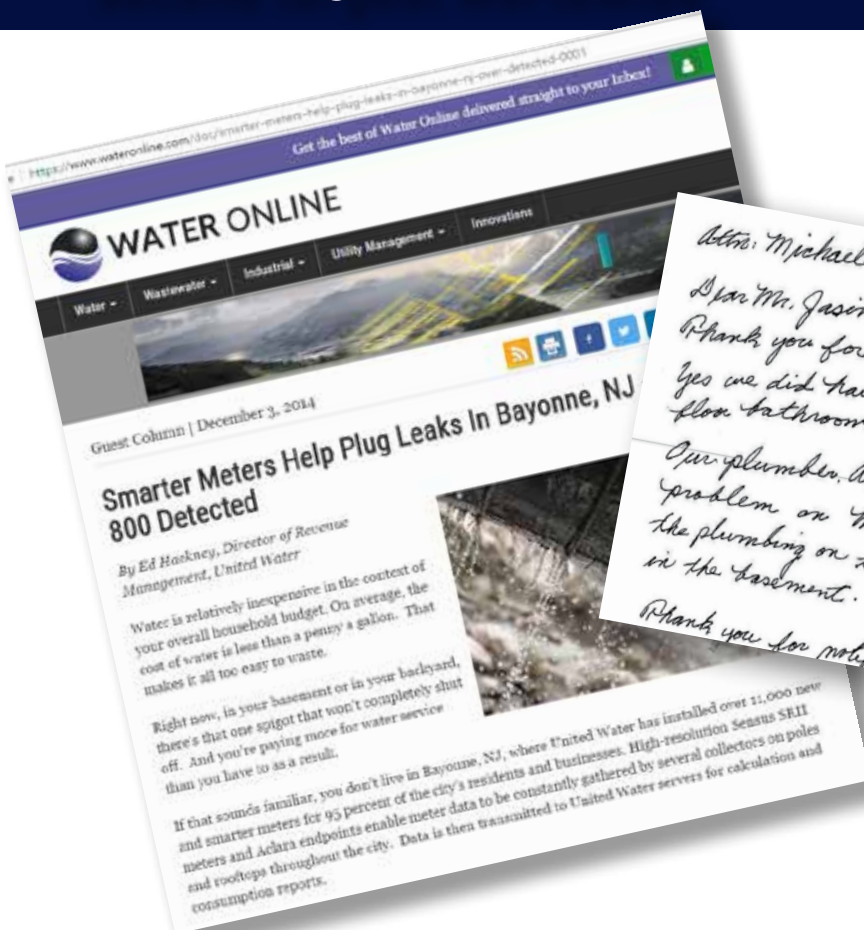 https://www.wateronline.com/doc/smarter-meters-help-plug-leaks-in-bayonne-nj-over-detected-0001
Get the best of Water Online delivered straight to your Inbox!
WATER ONLINE
Water
Wastewater
Industrial
Utility Management
Innovations
Guest Column | December 3, 2014
Smarter Meters Help Plug Leaks In Bayonne, NJ
800 Detected
By Ed Hackney, Director of Revenue
Management, United Water
Water is relatively inexpensive in the context of
your overall household budget. On average, the
cost of water is less than a penny a gallon. That
makes it all too easy to waste.
Right now, in your basement or in your backyard,
there's that one spigot that won't completely shut
off. And you're paying more for water service
than you have to as a result.
If that sounds familiar, you don't live in Bayonne, NJ, where United Water has installed over 11,000 new
and smarter meters for 95 percent of the city's residents and businesses. High-resolution Sensus SRII
meters and Aclara endpoints enable meter data to be constantly gathered by several collectors on poles
and rooftops throughout the city. Data is then transmitted to United Water servers for calculation and
consumption reports.
Attn: Michael
Dear Mr. Jason
Thank you for
Yes we did ha
floor bathroom
Our plumber,
problem on
the plumbing on
in the basement.
Thank you for noti